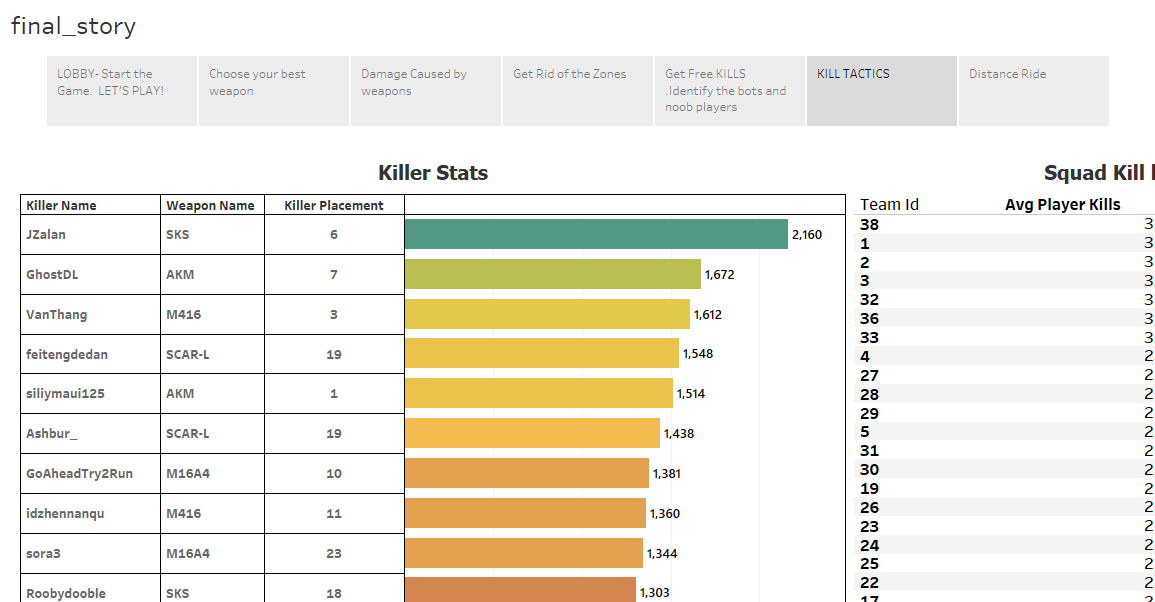 final_story
LOBBY- Start the
Game.  LET'S PLAY!
Choose your best
weapon
Damage Caused by
weapons
Get Rid of the Zones
Get Free KILLS
.Identify the bots and
noob players
KILL TACTICS
Distance Ride
Killer Stats
Killer Name Weapon Name Killer Placement
JZalan SKS 6 2,160
GhostDL AKM 7 1,672
VanThang M416 3 1,612
feitengdedan SCAR-L 19 1,548
siliymaui125 AKM 1 1,514
Ashbur_ SCAR-L 19 1,438
GoAheadTry2Run M16A4 10 1,381
idzhennanqu M416 11 1,360
sora3 M16A4 23 1,344
Roobydooble SKS 18 1,303
Squad Kill
Team Id Avg Player Kills
38 3
1 3
2 3
3 3
32 3
36 3
33 3
4 2
27 2
28 2
29 2
5 2
31 2
30 2
19 2
26 2
23 2
24 2
25 2
22 2
17 2